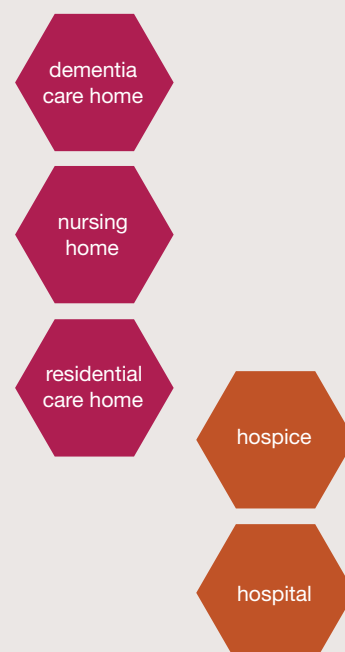 dementia
care home
nursing
home
residential
care home
hospice
hospital